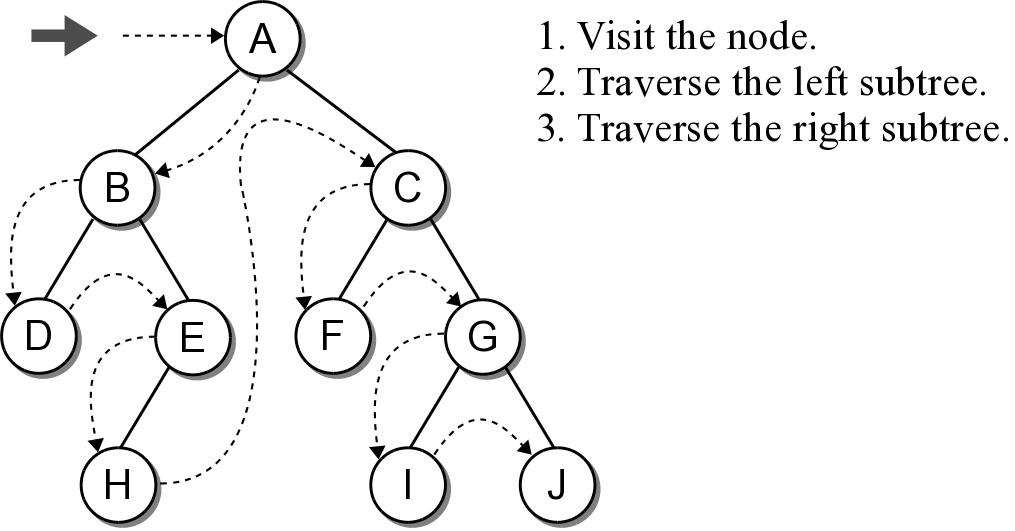 A
1. Visit the node.
2. Traverse the left subtree.
3. Traverse the right subtree.
B
C
D
E
F
G
H
I
J